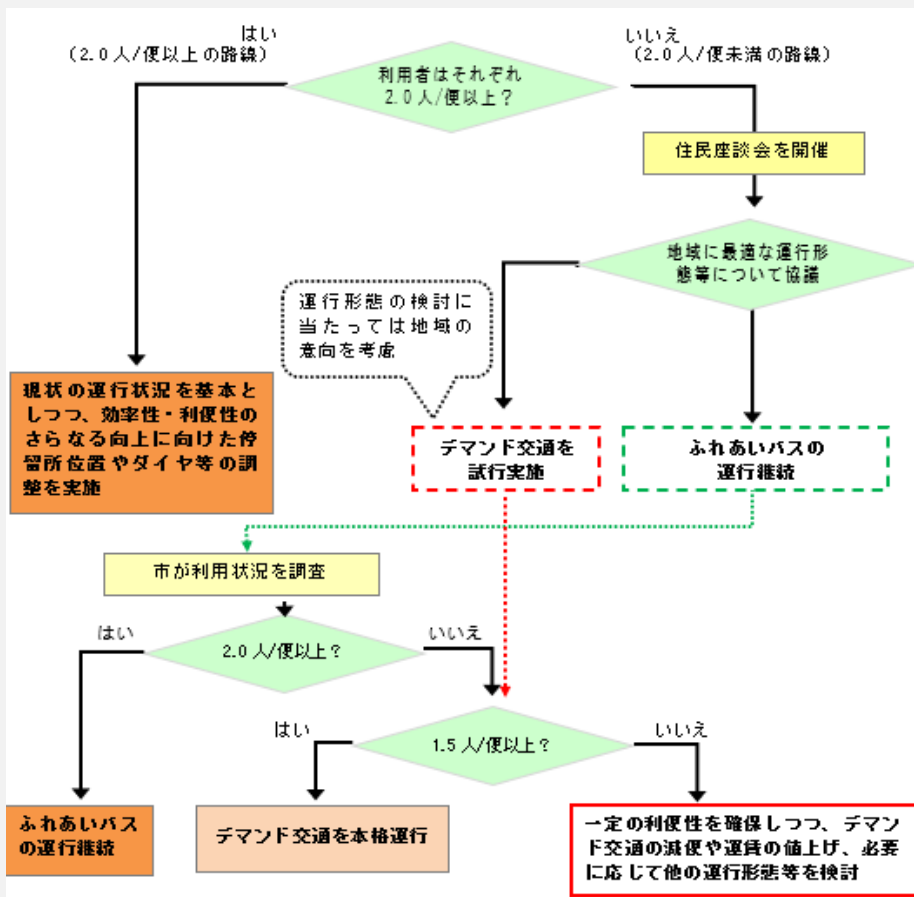 はい
(2.0人/便以上の路線)
いいえ
(2.0人/便未満の路線)
利用者はそれぞれ
2.0人/便以上?
住民座談会を開催
地域に最適な運行形
態等について協議
運行形態の検討に
当たっては地域の
意向を考慮
現状の運行状況を基本と
しつつ、効率性・利便性の
さらなる向上に向けた停
留所位置やダイヤ等の調
整を実施
デマンド交通を
試行実施
ふれあいバスの
運行継続
市が利用状況を調査
はい
2.0人/便以上?
いいえ
はい
1.5人/便以上?
いいえ
ふれあいバス
の運行継続
デマンド交通を本格運行
一定の利便性を確保しつつ、デマン
ド交通の減便や運賃の値上げ、必要
に応じて他の運行形態等を検討